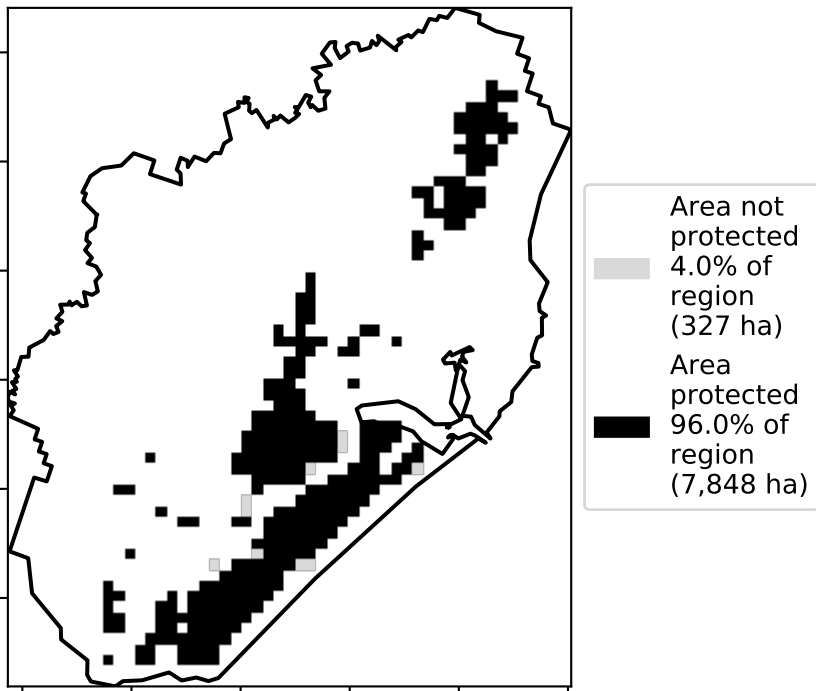 Area not
protected
4.0% of
region
(327 ha)
Area
protected
96.0% of
region
(7,848 ha)